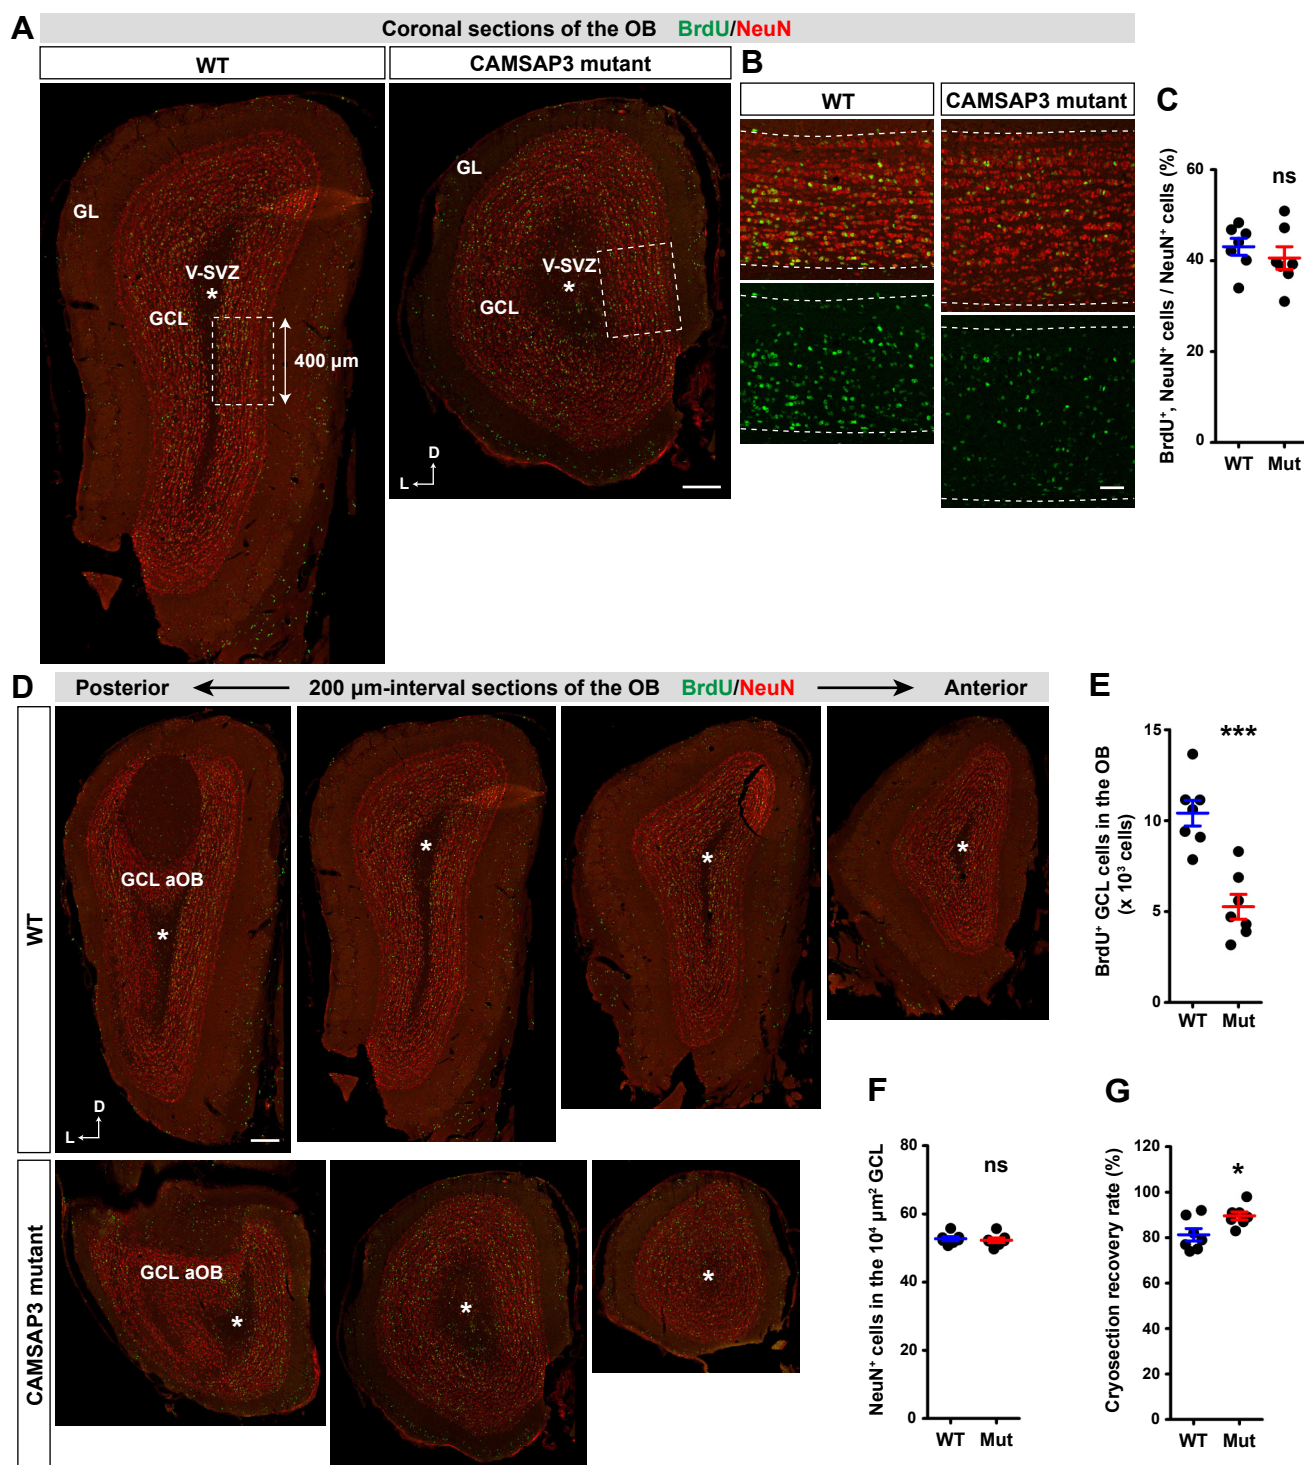 A
Coronal sections of the OB BrdU/NeuN
WT
CAMSAP3 mutant
GL
V-SVZ
*
GCL
400 µm
GL
V-SVZ
*
GCL
D
L
B
WT
CAMSAP3 mutant
C
BrdU⁺, NeuN⁺ cells / NeuN⁺ cells (%)
60
40
20
0
ns
WT Mut
D
Posterior 200 µm-interval sections of the OB BrdU/NeuN Anterior
WT
GCL aOB
*
*
*
*
D
L
CAMSAP3 mutant
GCL aOB
*
*
*
E
BrdU⁺ GCL cells in the OB
(x 10³ cells)
15
10
5
0
***
WT Mut
F
NeuN⁺ cells in the 10⁴ µm² GCL
80
60
40
20
0
ns
WT Mut
G
Cryosection recovery rate (%)
120
100
80
60
40
20
0
*
WT Mut